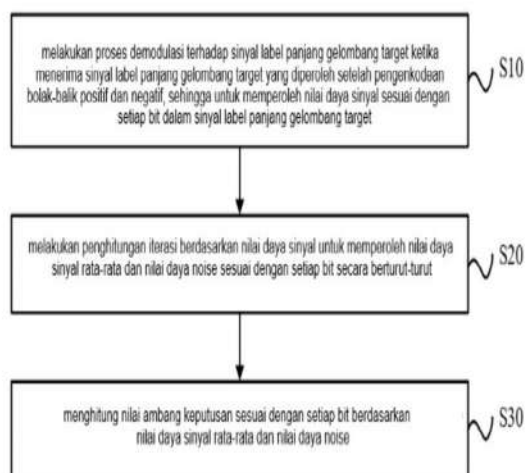 melakukan proses demodulasi terhadap sinyal label panjang gelombang target ketika
menerima sinyal label panjang gelombang target yang diperoleh setelah pengenkodean
bolak-balik positif dan negatif, sehingga untuk memperoleh nilai daya sinyal sesuai dengan
setiap bit dalam sinyal label panjang gelombang target
S10
melakukan penghitungan iterasi berdasarkan nilai daya sinyal untuk memperoleh nilai daya
sinyal rata-rata dan nilai daya noise sesuai dengan setiap bit secara berturut-turut
S20
menghitung nilai ambang keputusan sesuai dengan setiap bit berdasarkan
nilai daya sinyal rata-rata dan nilai daya noise
S30